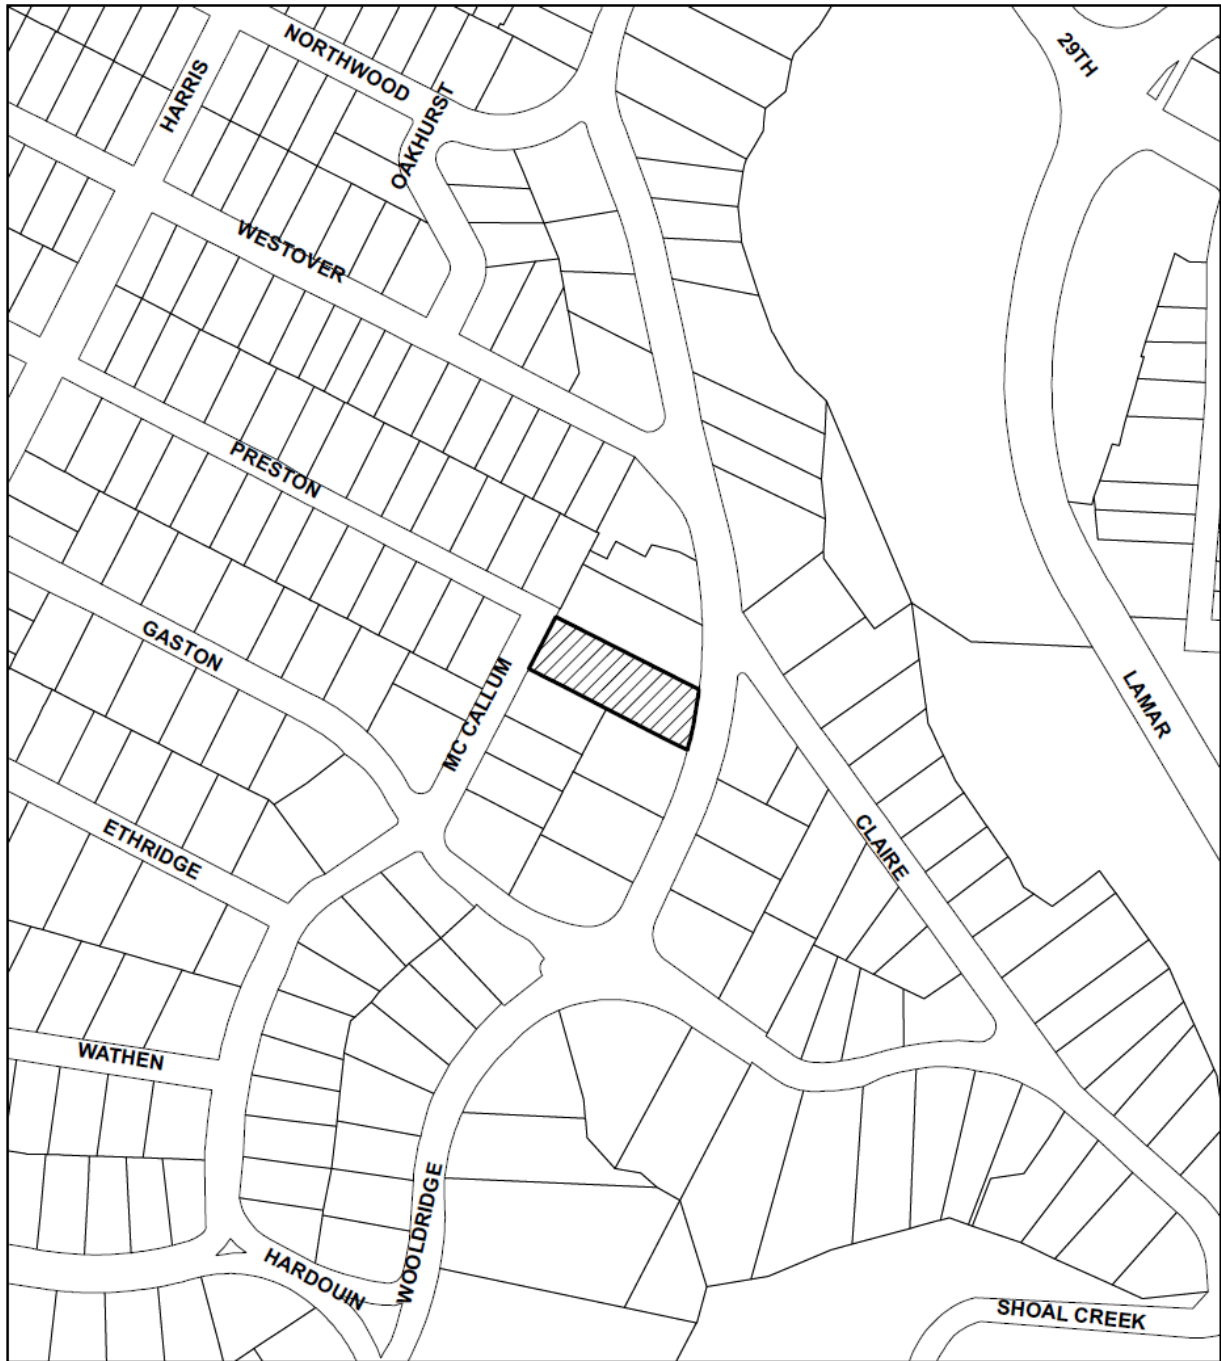 NORTHWOOD
29TH
HARRIS
OAKHURST
WESTOVER
PRESTON
GASTON
MC CALLUM
LAMAR
ETHRIDGE
CLAIRE
WATHEN
WOOLDRIDGE
HARDOUIN
SHOAL CREEK